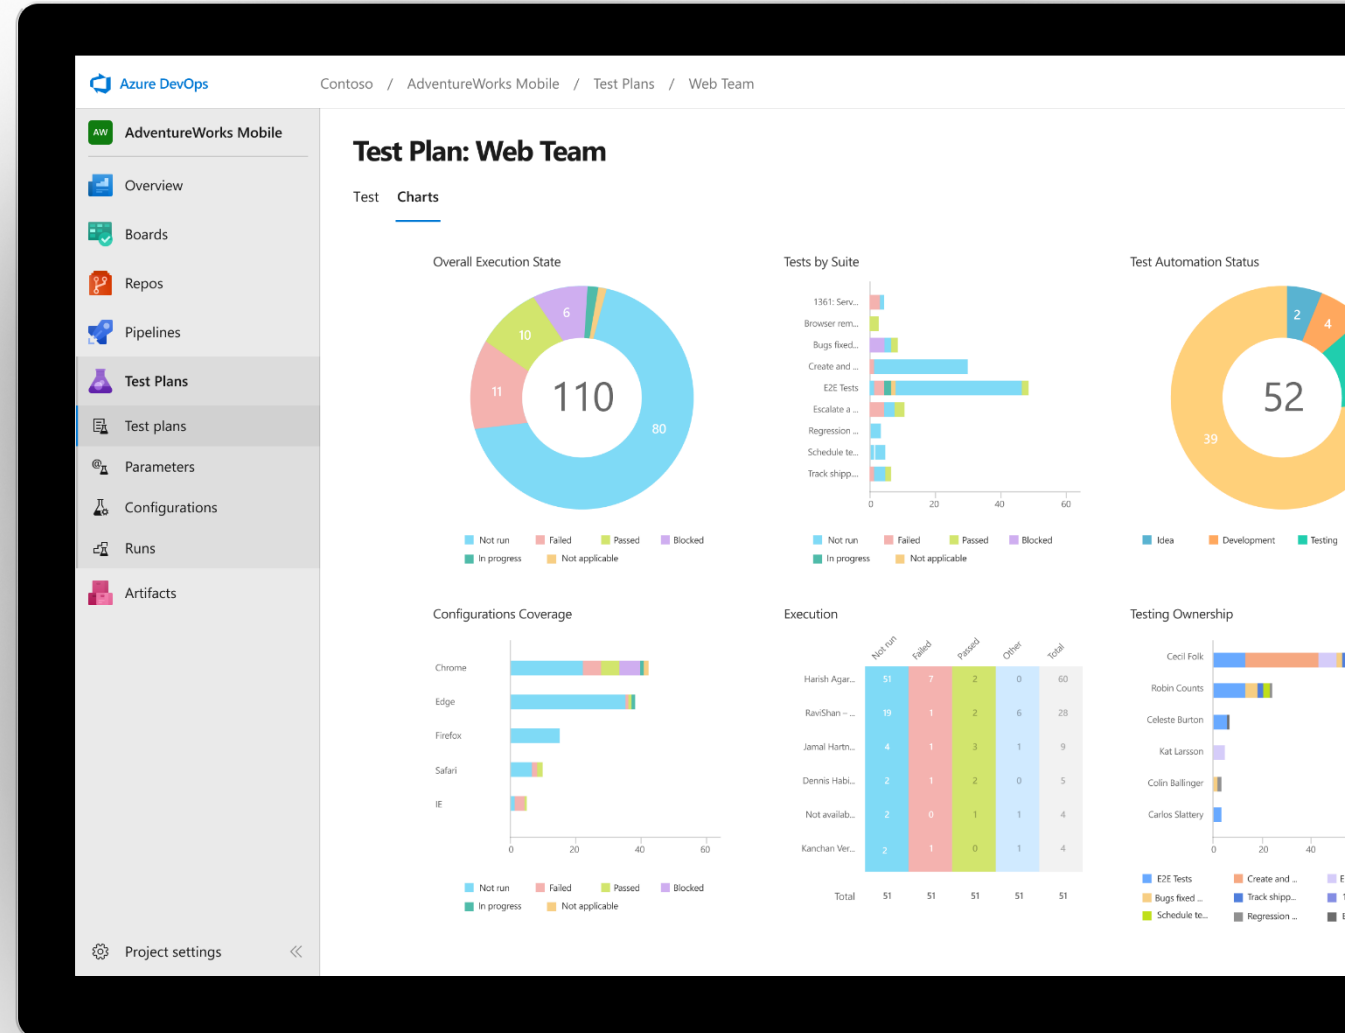 Azure DevOps
Contoso / AdventureWorks Mobile / Test Plans / Web Team
AW AdventureWorks Mobile
Overview
Boards
Repos
Pipelines
Test Plans
Test plans
Parameters
Configurations
Runs
Artifacts
Project settings
Test Plan: Web Team
Test Charts
Overall Execution State
110
6
10
11
80
Not run Failed Passed Blocked
In progress Not applicable
Tests by Suite
1361: Serv...
Browser rem...
Bugs fixed...
Create and ...
E2E Tests
Escalate a ...
Regression ...
Schedule te...
Track shipp...
0 20 40 60
Not run Failed Passed Blocked
In progress Not applicable
Test Automation Status
2
4
52
39
Idea Development Testing
Configurations Coverage
Chrome
Edge
Firefox
Safari
IE
0 20 40 60
Not run Failed Passed Blocked
In progress Not applicable
Execution
Not run Failed Passed Other Total
Harish Agar... 51 7 2 0 60
RaviShan – ... 19 1 2 6 28
Jamal Hartn... 4 1 3 1 9
Dennis Habi... 2 1 2 0 5
Not availab... 2 0 1 1 4
Kanchan Ver... 2 1 0 1 4
Total 51 51 51 51 51
Testing Ownership
Cecil Folk
Robin Counts
Celeste Burton
Kat Larsson
Colin Ballinger
Carlos Slattery
0 20 40
E2E Tests Create and ... E
Bugs fixed ... Track shipp...
Schedule te... Regression ...